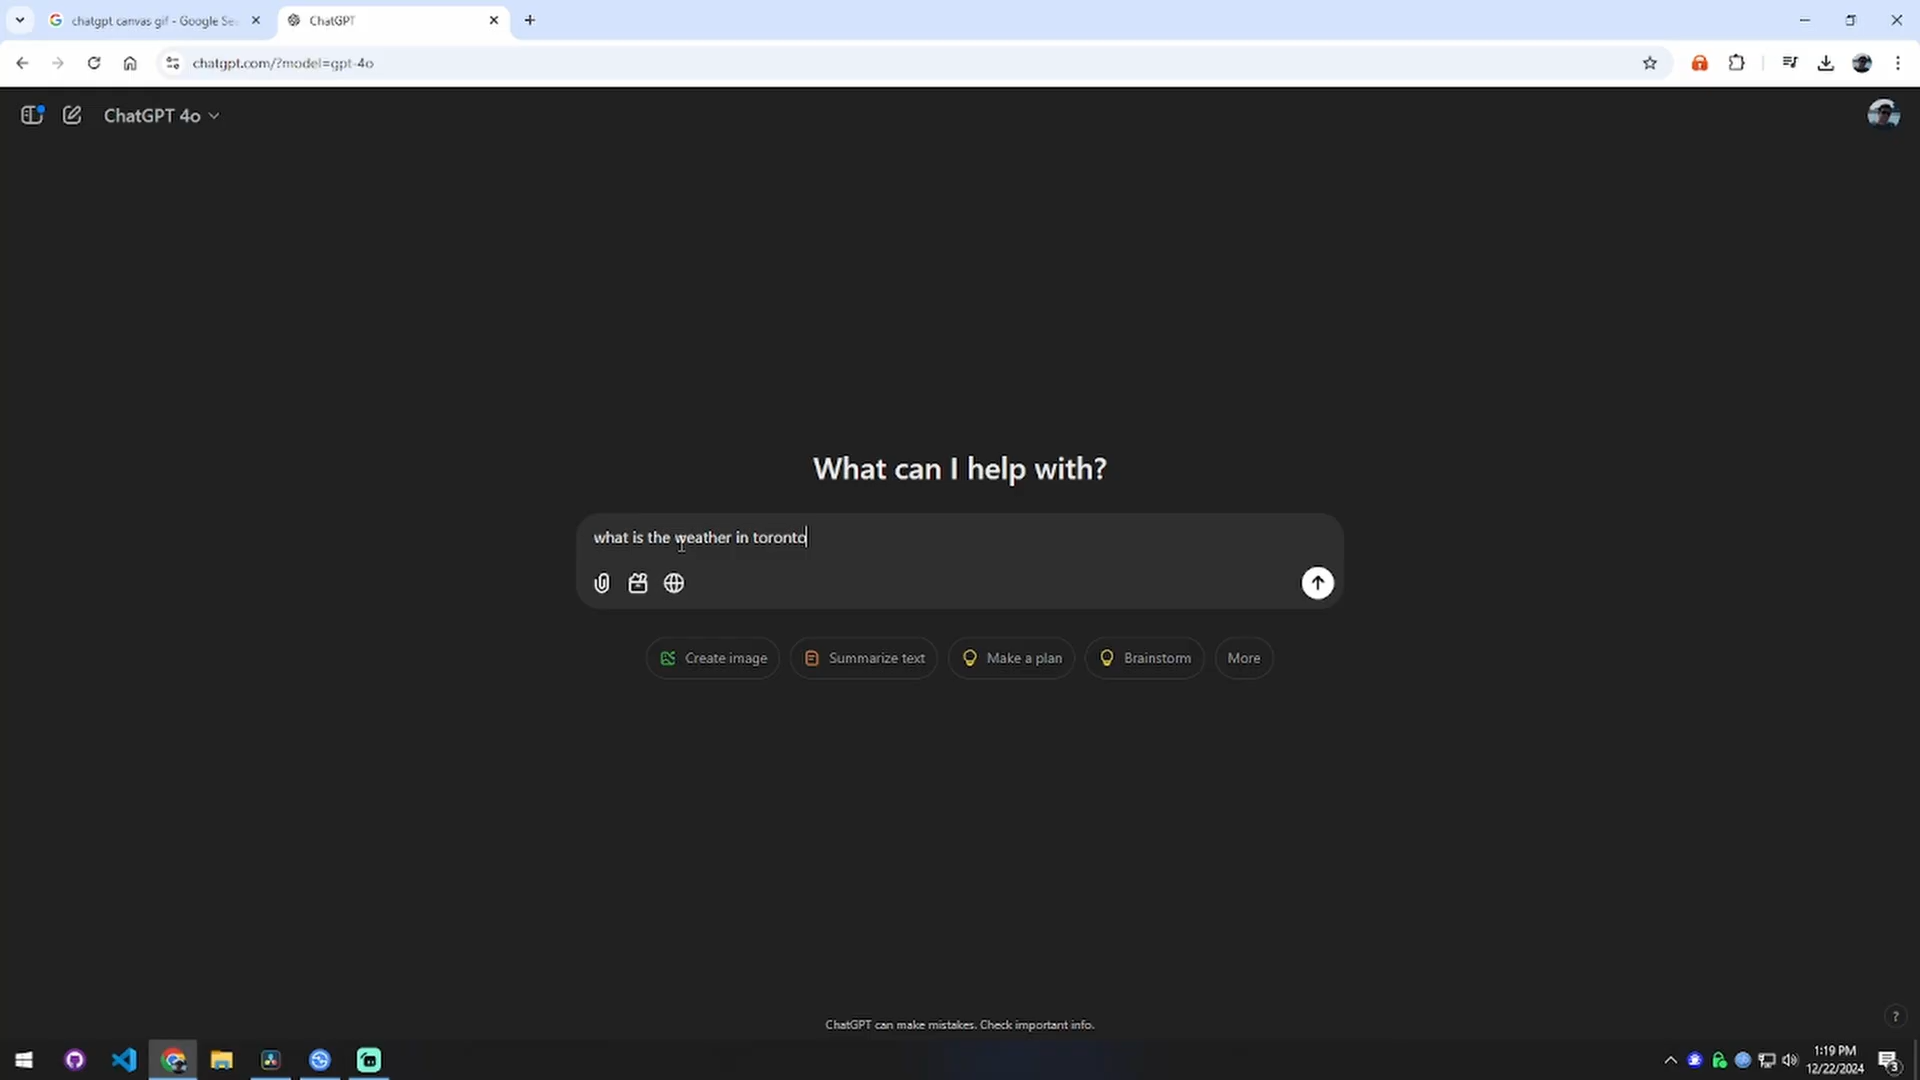 chatgpt canvas gif - Google Se
ChatGPT
chatgpt.com/?model=gpt-4o
ChatGPT 4o
What can I help with?
what is the weather in toronto
Create image
Summarize text
Make a plan
Brainstorm
More
ChatGPT can make mistakes. Check important info.
?
1:19 PM
12/22/2024
3